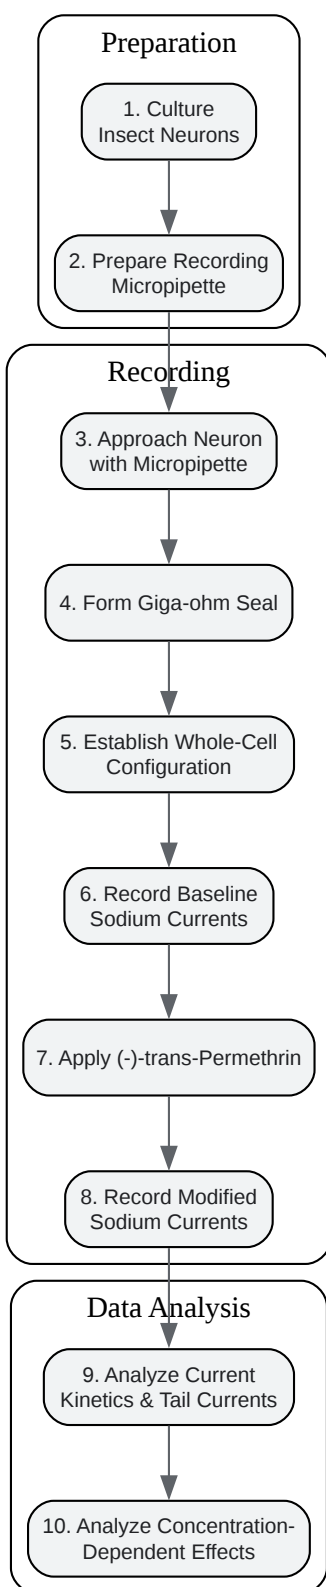 Preparation
1. Culture
Insect Neurons
2. Prepare Recording
Micropipette
Recording
3. Approach Neuron
with Micropipette
4. Form Giga-ohm Seal
5. Establish Whole-Cell
Configuration
6. Record Baseline
Sodium Currents
7. Apply (-)-trans-Permethrin
8. Record Modified
Sodium Currents
Data Analysis
9. Analyze Current
Kinetics & Tail Currents
10. Analyze Concentration-
Dependent Effects